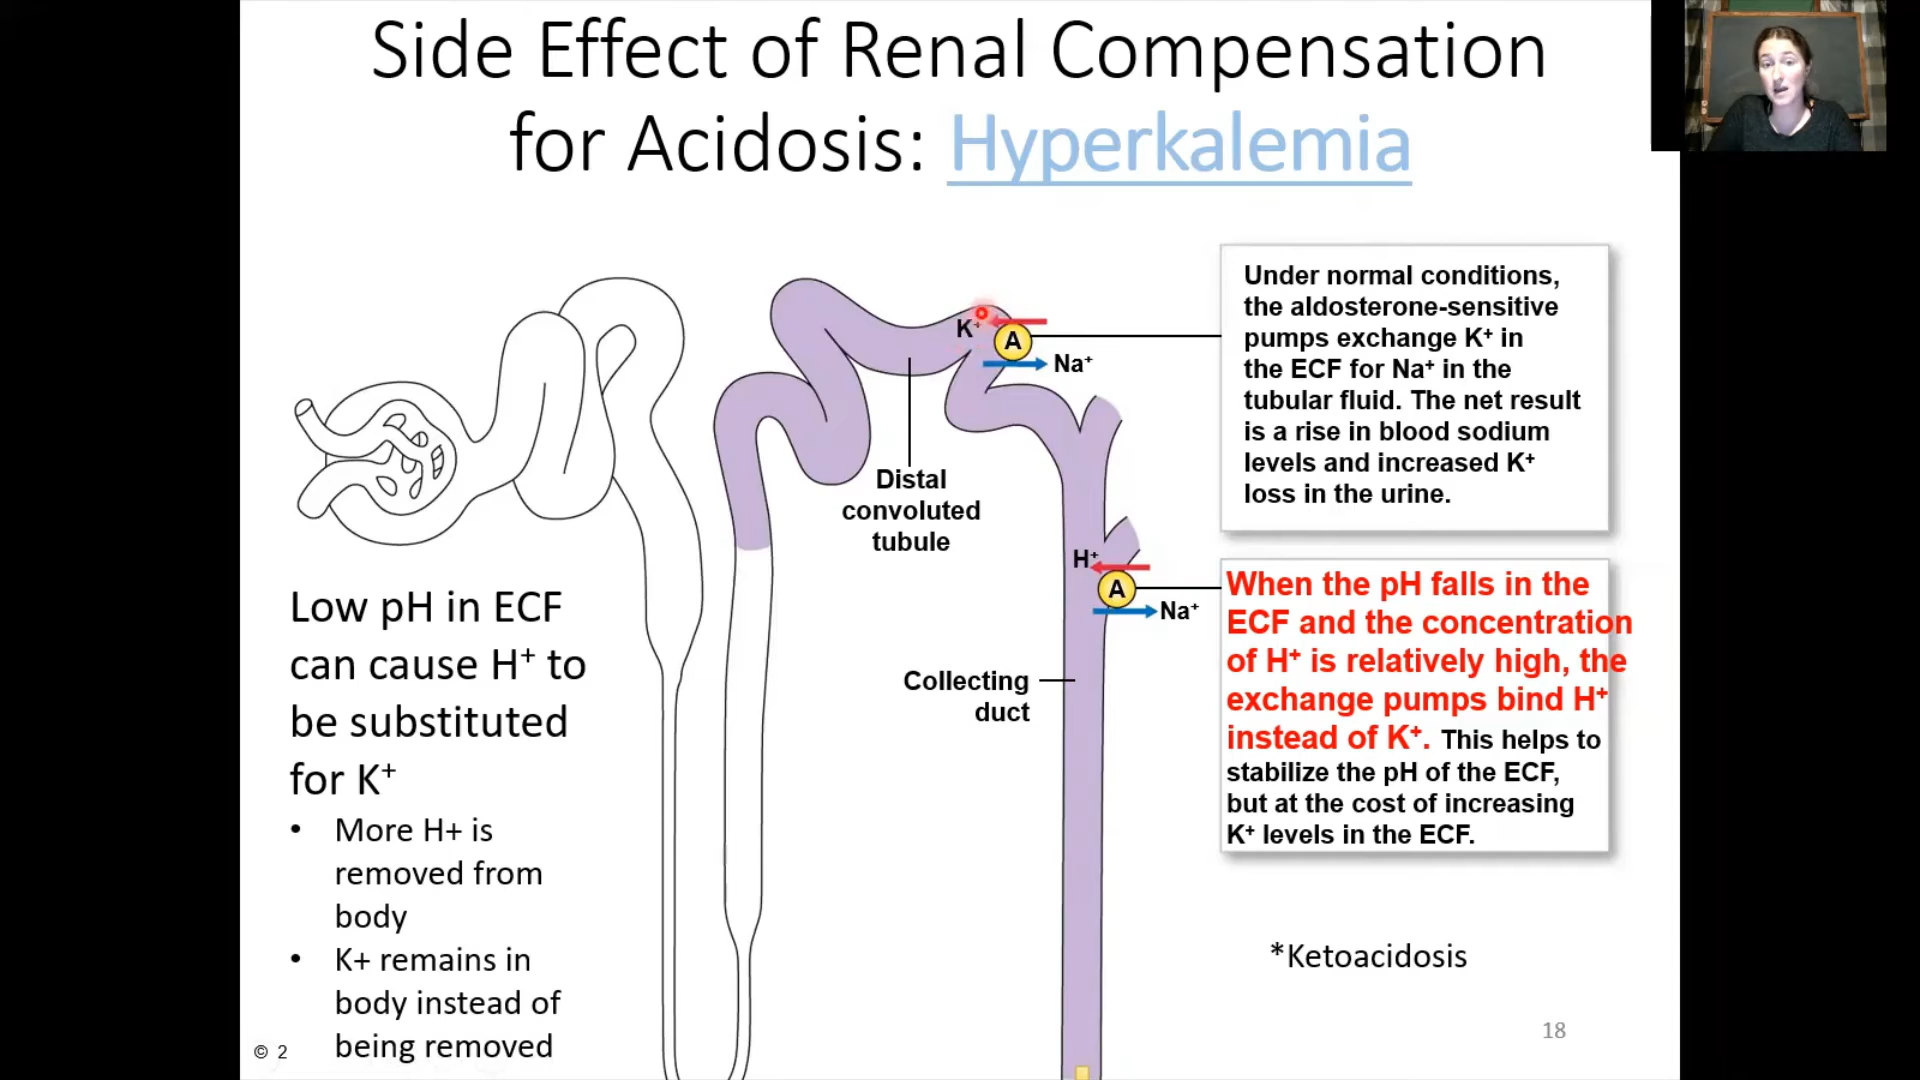 Side Effect of Renal Compensation
for Acidosis: Hyperkalemia
K⁺
A
Na⁺
Distal
convoluted
tubule
Under normal conditions,
the aldosterone-sensitive
pumps exchange K⁺ in
the ECF for Na⁺ in the
tubular fluid. The net result
is a rise in blood sodium
levels and increased K⁺
loss in the urine.
H⁺
A
Na⁺
Collecting
duct
When the pH falls in the
ECF and the concentration
of H⁺ is relatively high, the
exchange pumps bind H⁺
instead of K⁺. This helps to
stabilize the pH of the ECF,
but at the cost of increasing
K⁺ levels in the ECF.
Low pH in ECF
can cause H⁺ to
be substituted
for K⁺
• More H+ is
removed from
body
• K+ remains in
body instead of
being removed
*Ketoacidosis
18
© 2